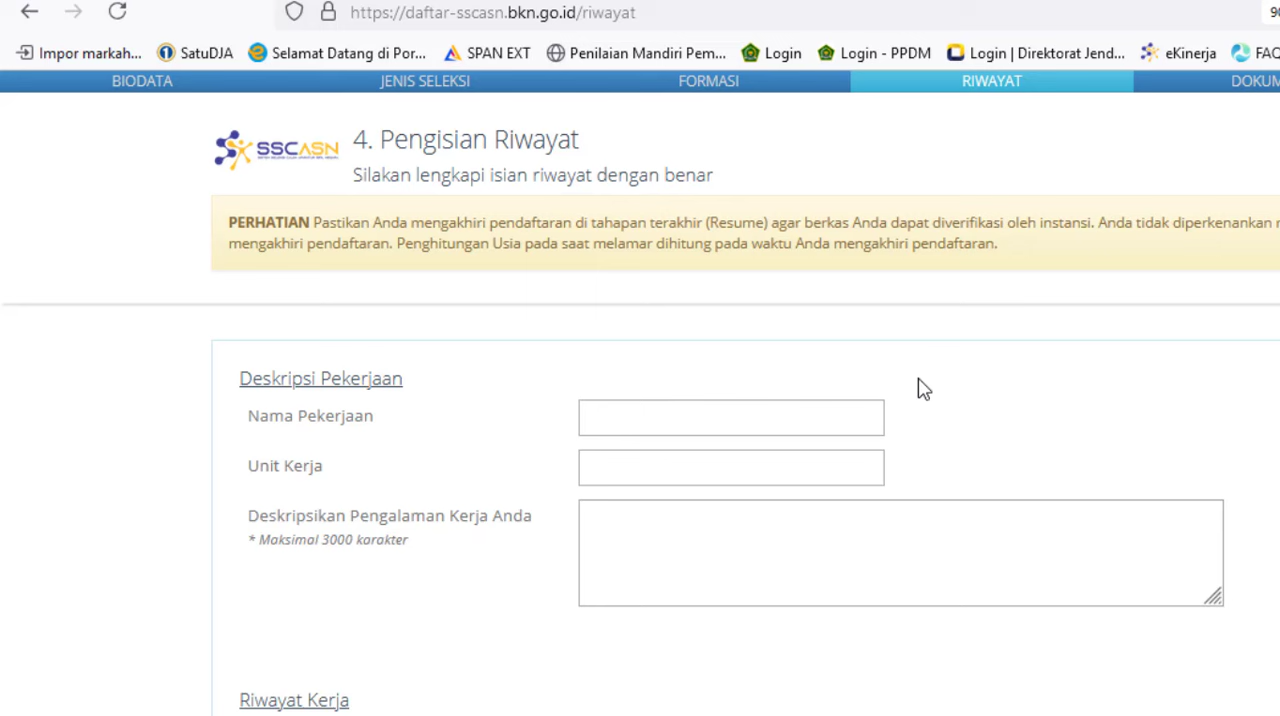 https://daftar-sscasn.bkn.go.id/riwayat
90
Impor markah... SatuDJA Selamat Datang di Por... SPAN EXT Penilaian Mandiri Pem... Login Login - PPDM Login | Direktorat Jend... eKinerja FAQ
BIODATA JENIS SELEKSI FORMASI RIWAYAT DOKUM
SSCASN
4. Pengisian Riwayat
Silakan lengkapi isian riwayat dengan benar
PERHATIAN Pastikan Anda mengakhiri pendaftaran di tahapan terakhir (Resume) agar berkas Anda dapat diverifikasi oleh instansi. Anda tidak diperkenankan
mengakhiri pendaftaran. Penghitungan Usia pada saat melamar dihitung pada waktu Anda mengakhiri pendaftaran.
Deskripsi Pekerjaan
Nama Pekerjaan
Unit Kerja
Deskripsikan Pengalaman Kerja Anda
* Maksimal 3000 karakter
Riwayat Kerja